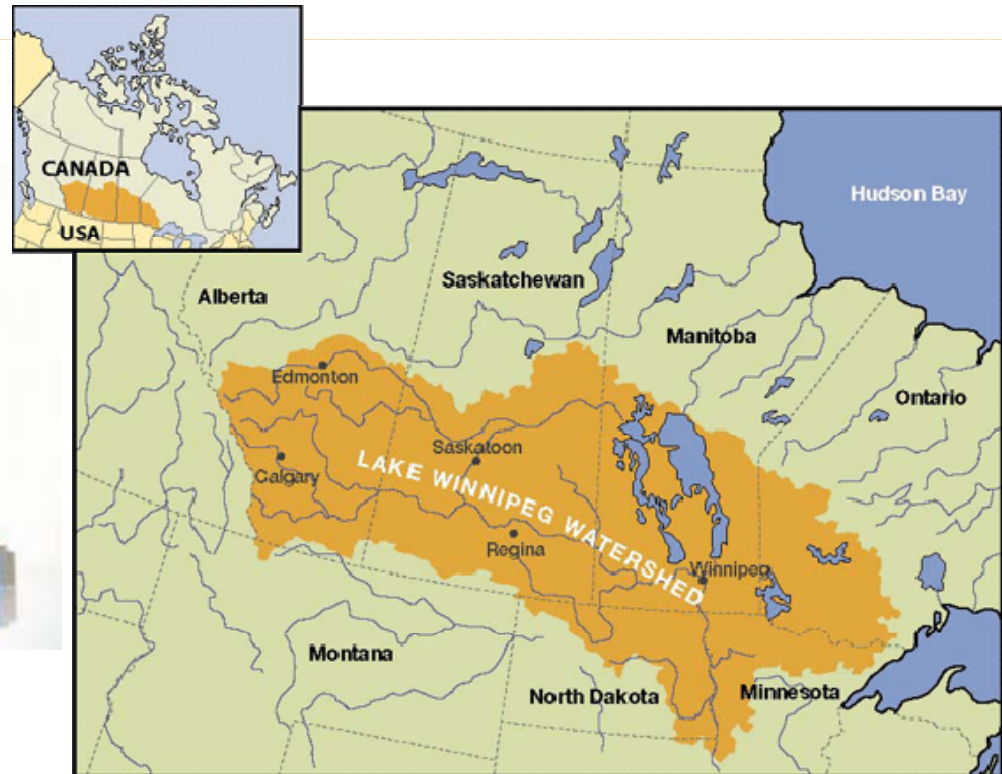 CANADA
USA
Hudson Bay
Saskatchewan
Alberta
Manitoba
Ontario
Edmonton
Saskatoon
Calgary
LAKE WINNIPEG WATERSHED
Regina
Winnipeg
Montana
North Dakota
Minnesota